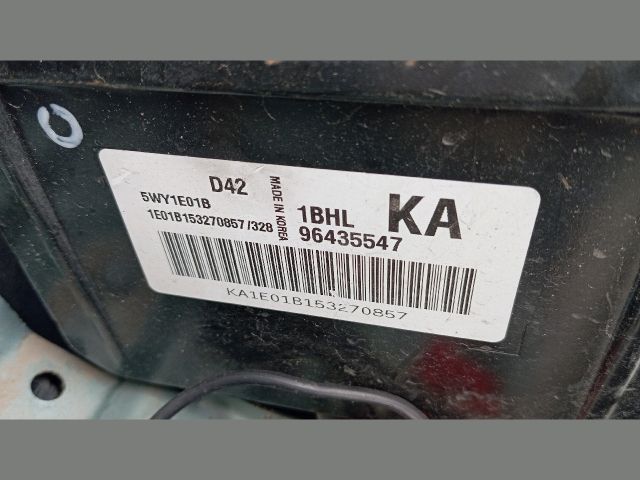 D42
5WY1E01B
1E01B153270857/328
MADE IN KOREA
1BHL
96435547
KA
KA1E01B153270857